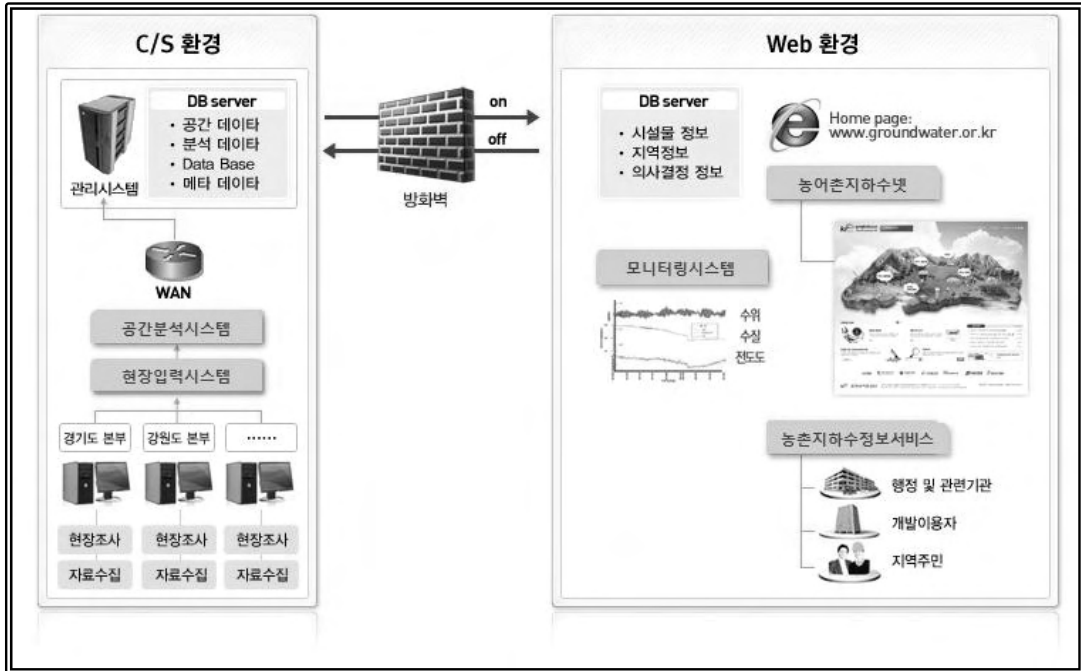 C/S 환경
DB server
• 공간 데이타
• 분석 데이타
• Data Base
• 메타 데이타
관리시스템
WAN
공간분석시스템
현장입력시스템
경기도 본부
강원도 본부
······
현장조사
현장조사
현장조사
자료수집
자료수집
자료수집
on
off
방화벽
Web 환경
DB server
• 시설물 정보
• 지역정보
• 의사결정 정보
Home page:
www.groundwater.or.kr
농어촌지하수넷
모니터링시스템
수위
수질
전도도
농촌지하수정보서비스
행정 및 관련기관
개발이용자
지역주민